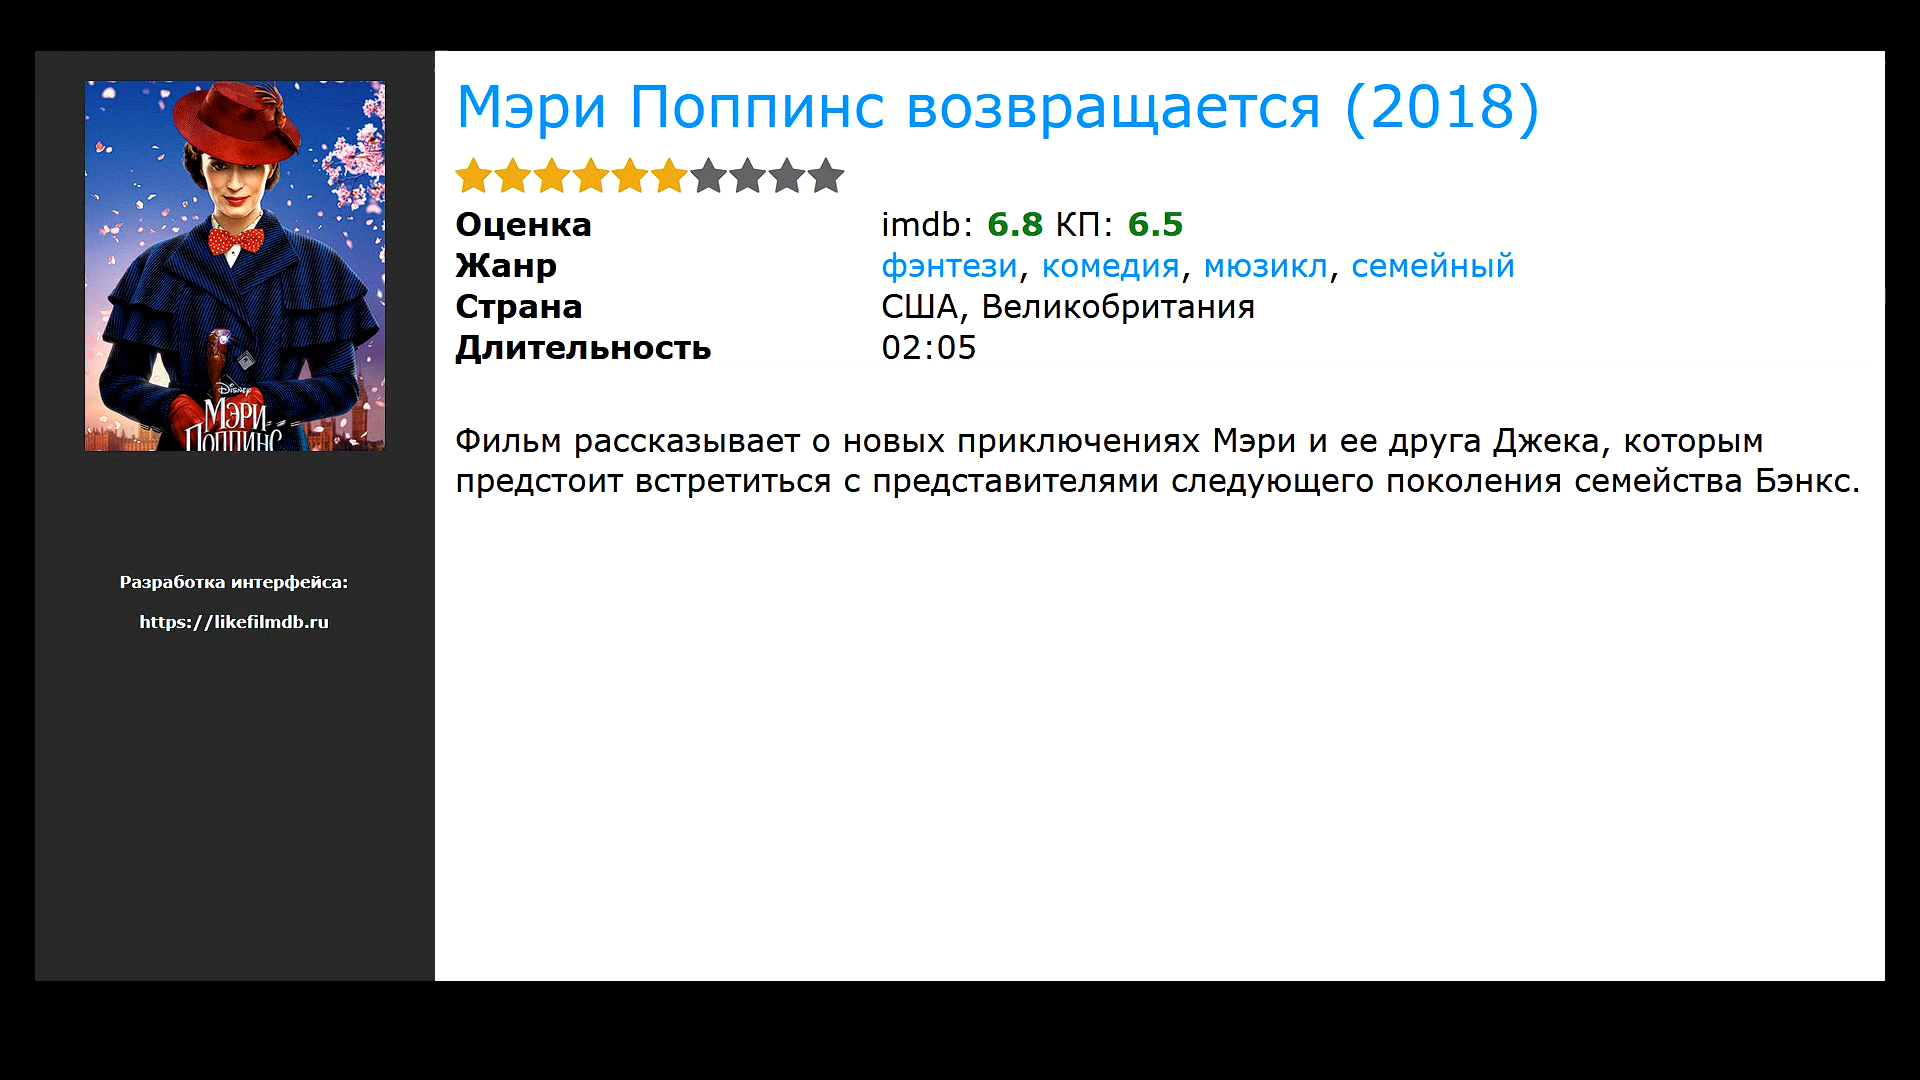 Disney
Мэри
Поппинс
Разработка интерфейса:
https://likefilmdb.ru
Мэри Поппинс возвращается (2018)
Оценка imdb: 6.8 КП: 6.5
Жанр фэнтези, комедия, мюзикл, семейный
Страна США, Великобритания
Длительность 02:05
Фильм рассказывает о новых приключениях Мэри и ее друга Джека, которым
предстоит встретиться с представителями следующего поколения семейства Бэнкс.